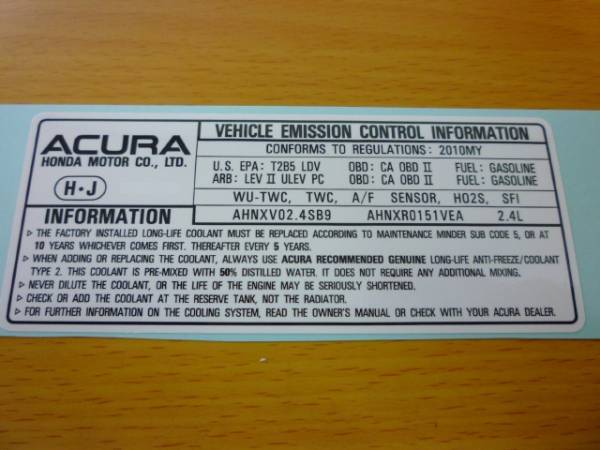 ACURA
HONDA MOTOR CO., LTD.
H•J
VEHICLE EMISSION CONTROL INFORMATION
CONFORMS TO REGULATIONS: 2010MY
U.S. EPA: T2B5 LDV OBD: CA OBD II FUEL: GASOLINE
ARB: LEV II ULEV PC OBD: CA OBD II FUEL: GASOLINE
WU-TWC, TWC, A/F SENSOR, HO2S, SFI
AHNXV02.4SB9 AHNXR0151VEA 2.4L
INFORMATION
▷ THE FACTORY INSTALLED LONG-LIFE COOLANT MUST BE REPLACED ACCORDING TO MAINTENANCE MINDER SUB CODE 5, OR AT
10 YEARS WHICHEVER COMES FIRST. THEREAFTER EVERY 5 YEARS.
▷ WHEN ADDING OR REPLACING THE COOLANT, ALWAYS USE ACURA RECOMMENDED GENUINE LONG-LIFE ANTI-FREEZE/COOLANT
TYPE 2. THIS COOLANT IS PRE-MIXED WITH 50% DISTILLED WATER. IT DOES NOT REQUIRE ANY ADDITIONAL MIXING.
▷ NEVER DILUTE THE COOLANT, OR THE LIFE OF THE ENGINE MAY BE SERIOUSLY SHORTENED.
▷ CHECK OR ADD THE COOLANT AT THE RESERVE TANK, NOT THE RADIATOR.
▷ FOR FURTHER INFORMATION ON THE COOLING SYSTEM, READ THE OWNER'S MANUAL OR CHECK WITH YOUR ACURA DEALER.